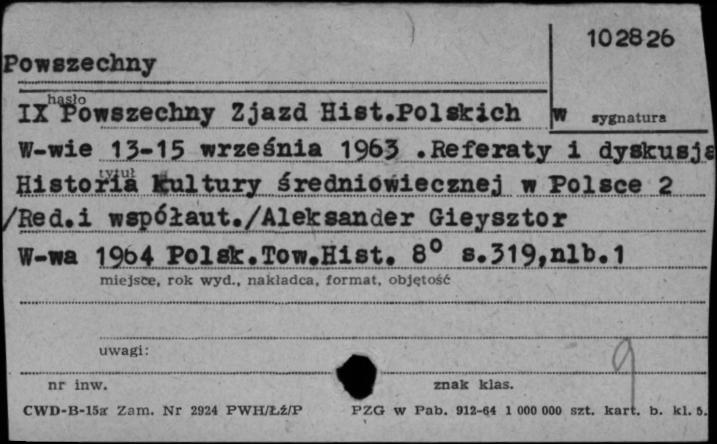 102826
Powszechny
hasło
IX Powszechny Zjazd Hist.Polskich w sygnatura
W-wie 13-15 września 1963 .Referaty i dyskusja
tytuł
Historia kultury średniowiecznej w Polsce 2
/Red.i współaut./Aleksander Gieysztor
W-wa 1964 Polsk.Tow.Hist. 8° s.319,nlb.1
miejsce, rok wyd., nakładca, format, objętość
uwagi:
9
nr inw. znak klas.
CWD-B-15a Zam. Nr 2924 PWH/Łź/P PZG w Pab. 912-64 1 000 000 szt. kart. b. kl. 5.